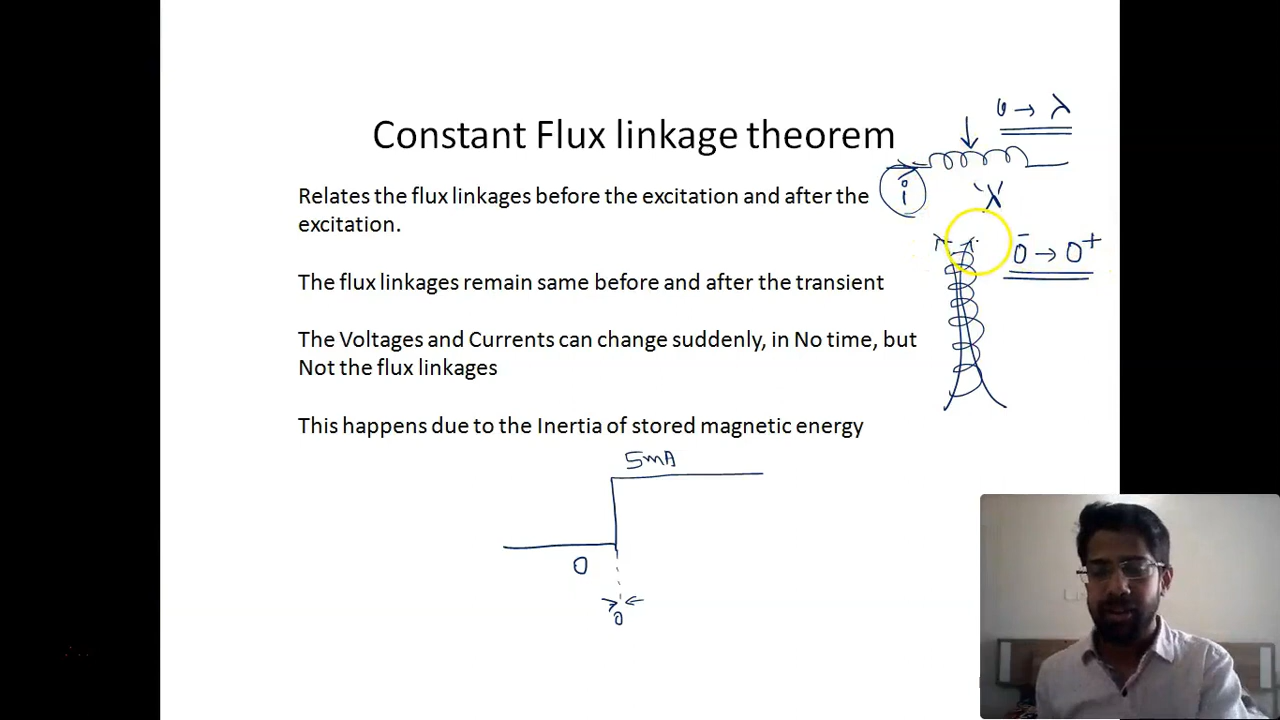 Constant Flux linkage theorem
0 → λ
i
'λ'
Relates the flux linkages before the excitation and after the
excitation.
0⁻ → 0⁺
The flux linkages remain same before and after the transient
The Voltages and Currents can change suddenly, in No time, but
Not the flux linkages
This happens due to the Inertia of stored magnetic energy
5mA
0
0